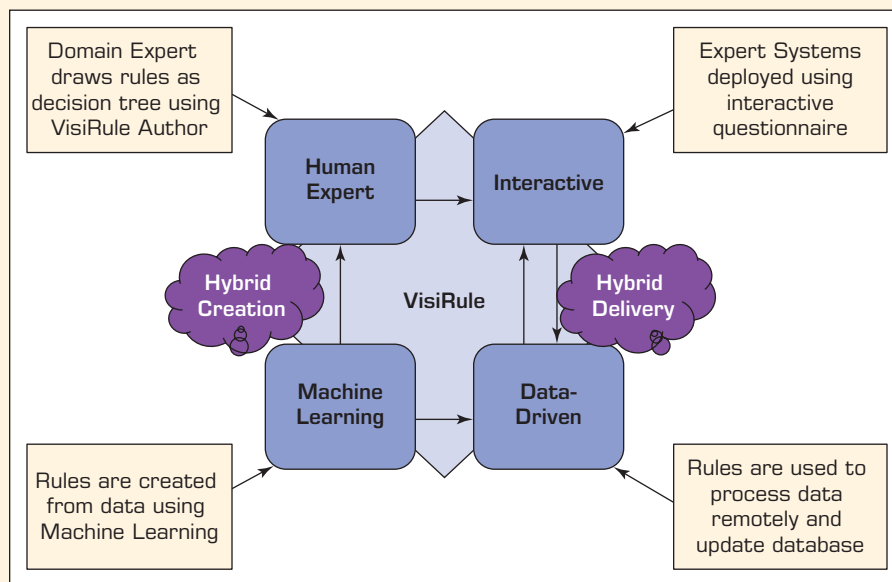 Domain Expert
draws rules as
decision tree using
VisiRule Author
Expert Systems
deployed using
interactive
questionnaire
Human
Expert
Interactive
Hybrid
Creation
VisiRule
Hybrid
Delivery
Machine
Learning
Data-
Driven
Rules are created
from data using
Machine Learning
Rules are used to
process data
remotely and
update database